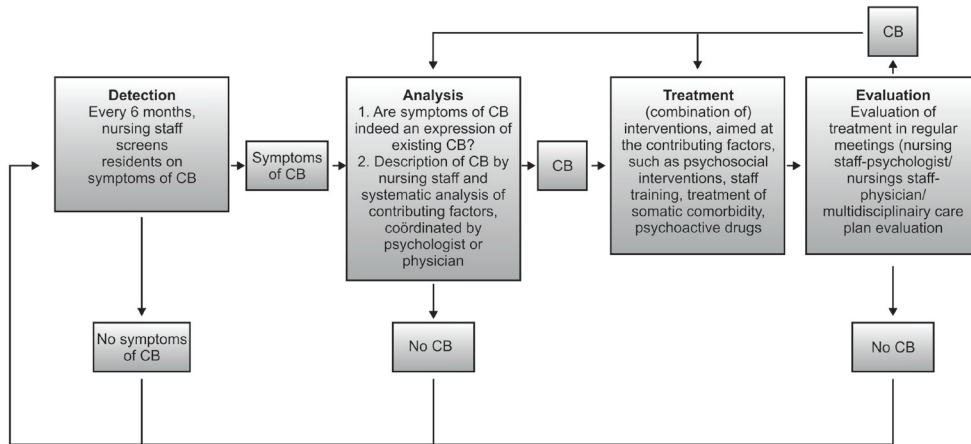 CB
Detection
Every 6 months,
nursing staff
screens
residents on
symptoms of CB
Symptoms
of CB
Analysis
1. Are symptoms of CB
indeed an expression of
existing CB?
2. Description of CB by
nursing staff and
systematic analysis of
contributing factors,
coördinated by
psychologist or
physician
CB
Treatment
(combination of)
interventions, aimed at
the contributing factors,
such as psychosocial
interventions, staff
training, treatment of
somatic comorbidity,
psychoactive drugs
Evaluation
Evaluation of
treatment in regular
meetings (nursing
staff-psychologist/
nursings staff-
physician/
multidisciplinairy care
plan evaluation
No symptoms
of CB
No CB
No CB